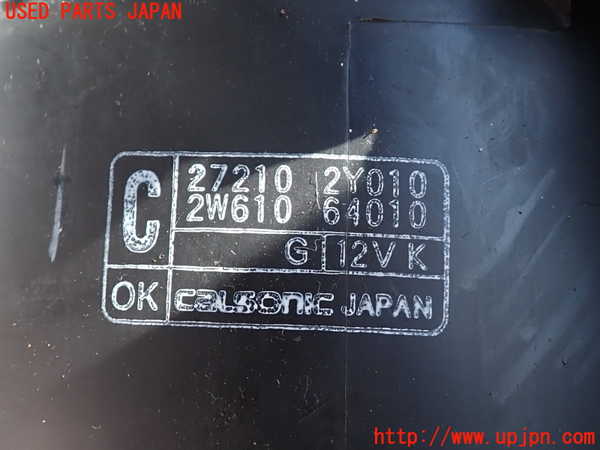 USED PARTS JAPAN
C
27210 2Y010
2W610 64010
G 12V K
OK calsonic JAPAN
http://www.upjpn.com/